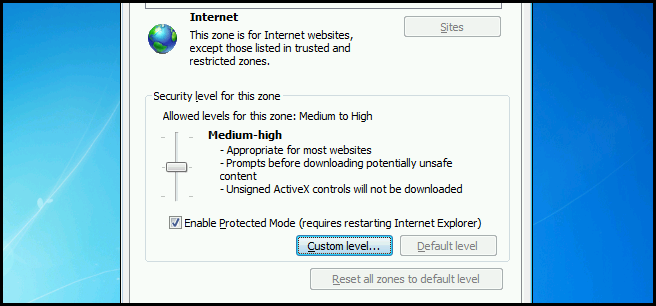 Internet
Sites
This zone is for Internet websites,
except those listed in trusted and
restricted zones.
Security level for this zone
Allowed levels for this zone: Medium to High
Medium-high
- Appropriate for most websites
- Prompts before downloading potentially unsafe
content
- Unsigned ActiveX controls will not be downloaded
Enable Protected Mode (requires restarting Internet Explorer)
Custom level... Default level
Reset all zones to default level